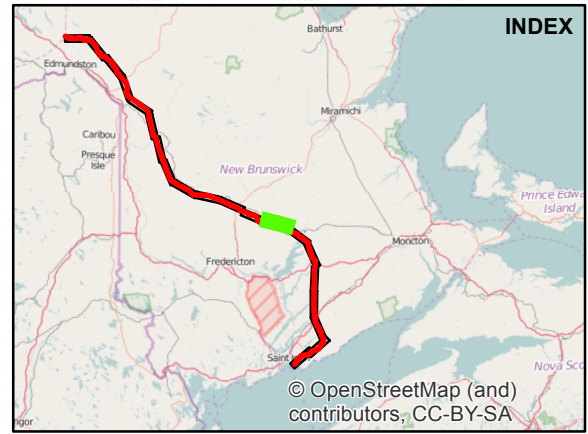 INDEX
Bathurst
Edmundston
Miramichi
Caribou
Presque
Isle
New Brunswick
Prince Edward
Island
Moncton
Fredericton
Saint
Nova Sco
ngor
© OpenStreetMap (and)
contributors, CC-BY-SA